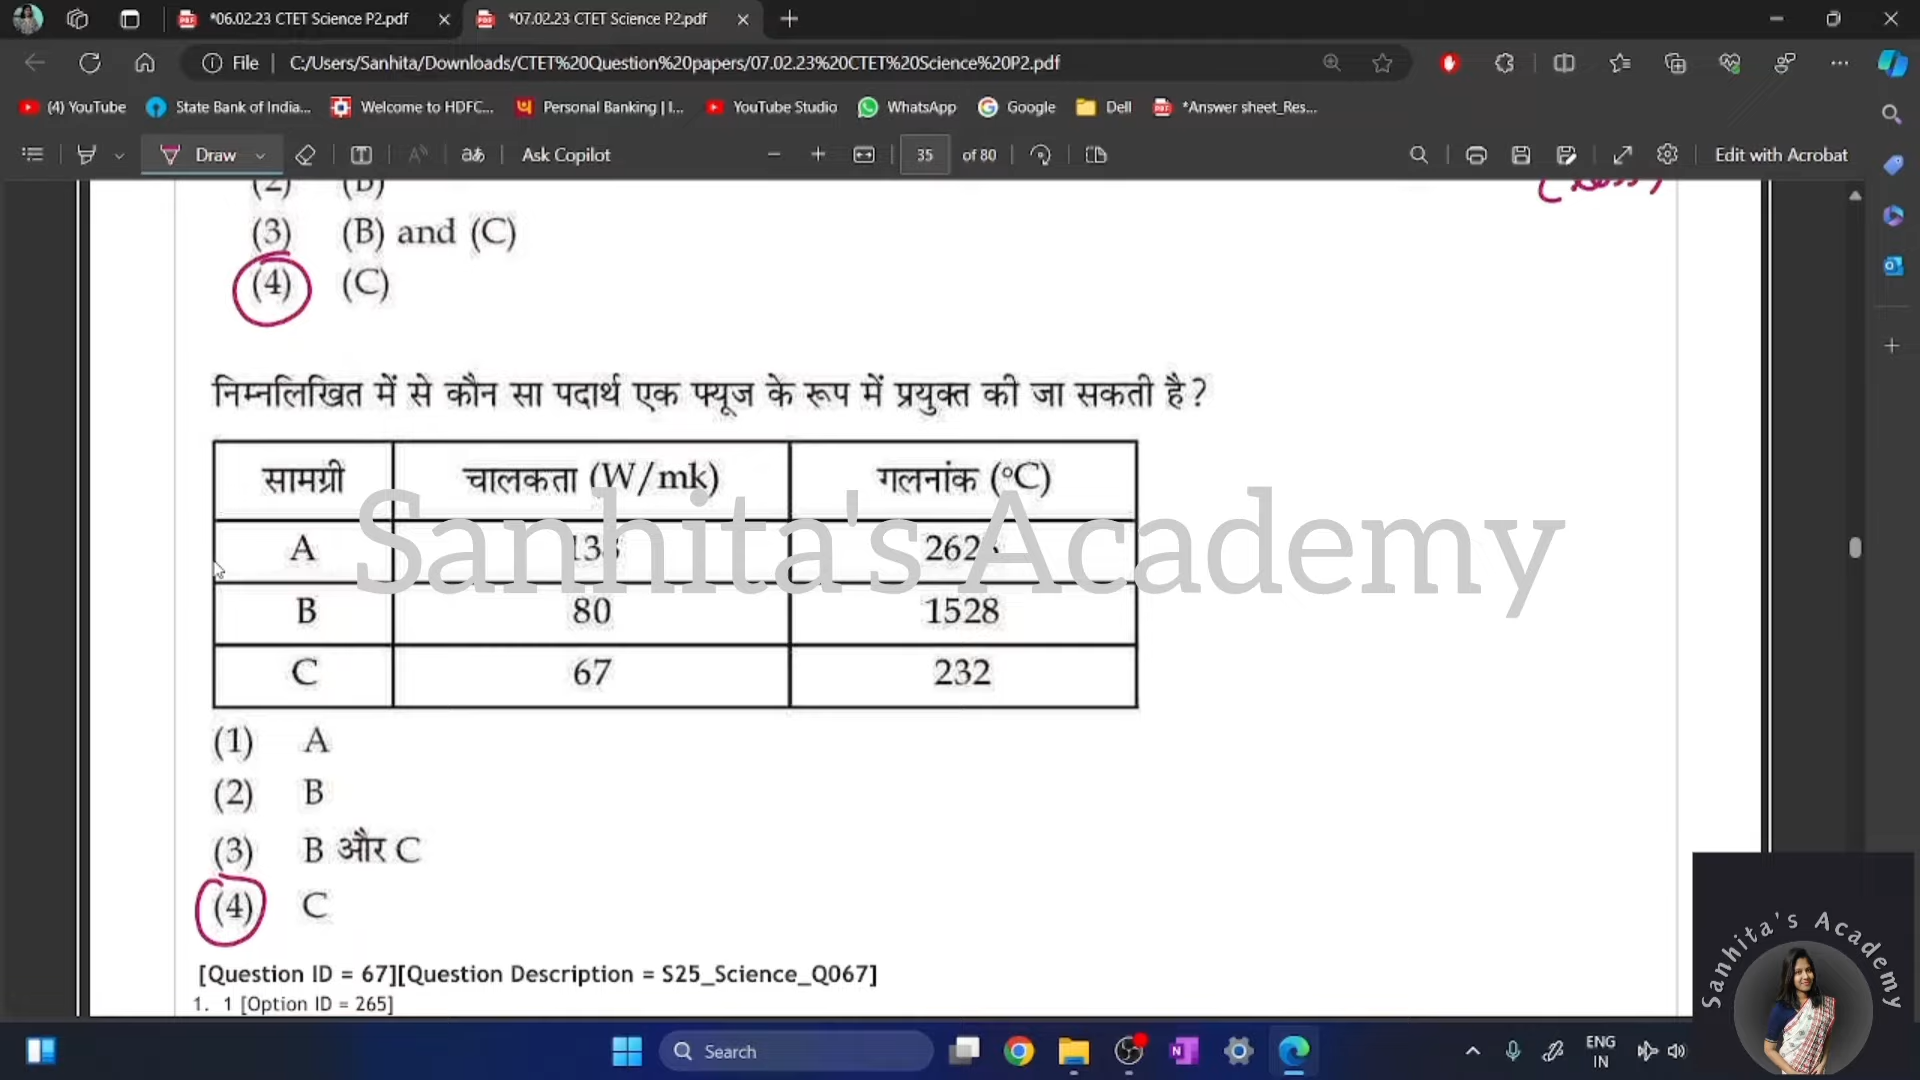 *06.02.23 CTET Science P2.pdf
*07.02.23 CTET Science P2.pdf
File
C:/Users/Sanhita/Downloads/CTET%20Question%20papers/07.02.23%20CTET%20Science%20P2.pdf
(4) YouTube
State Bank of India...
Welcome to HDFC...
Personal Banking | I...
YouTube Studio
WhatsApp
Google
Dell
*Answer sheet_Res...
Draw
Ask Copilot
35 of 80
Edit with Acrobat
(2) (B)
(3) (B) and (C)
(4) (C)
निम्नलिखित में से कौन सा पदार्थ एक फ्यूज के रूप में प्रयुक्त की जा सकती है?
सामग्री चालकता (W/mk) गलनांक (°C)
A
B 80 1528
C 67 232
Sanhita's Academy
(1) A
(2) B
(3) B और C
(4) C
[Question ID = 67][Question Description = S25_Science_Q067]
1. 1 [Option ID = 265]
Sanhita's Academy
Search
ENG
IN